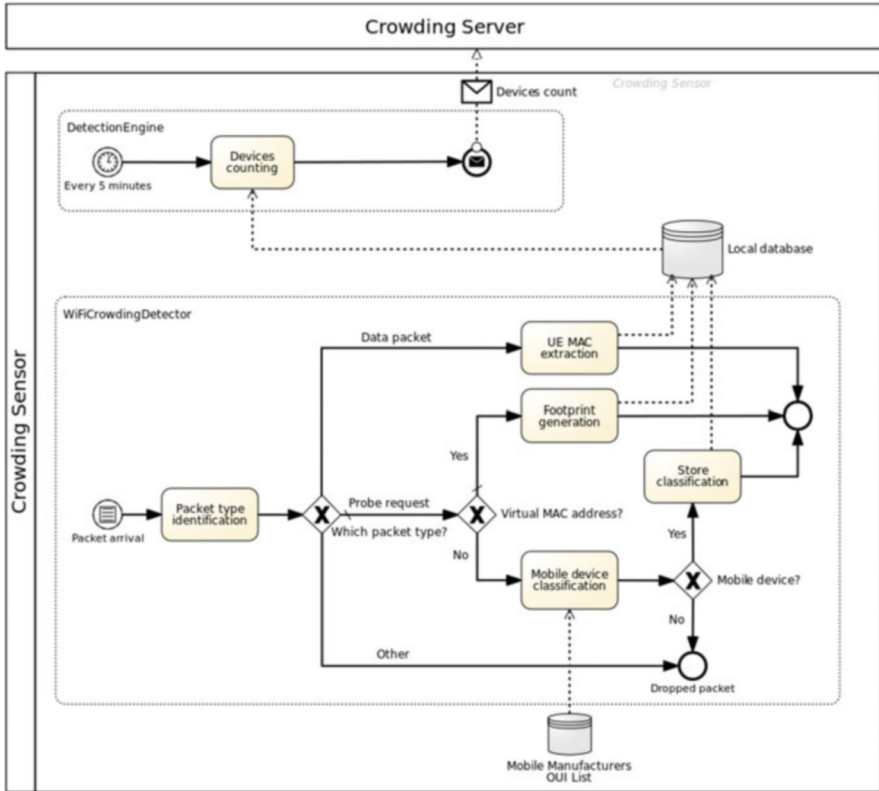 Crowding Server
Crowding Sensor
Devices count
DetectionEngine
Devices
counting
Every 5 minutes
Local database
WiFiCrowdingDetector
Data packet
UE MAC
extraction
Footprint
generation
Yes
Store
classification
Crowding Sensor
Packet type
identification
Probe request
Virtual MAC address?
Which packet type?
Packet arrival
No
Yes
Mobile device
classification
Mobile device?
No
Other
Dropped packet
Mobile Manufacturers
OUI List